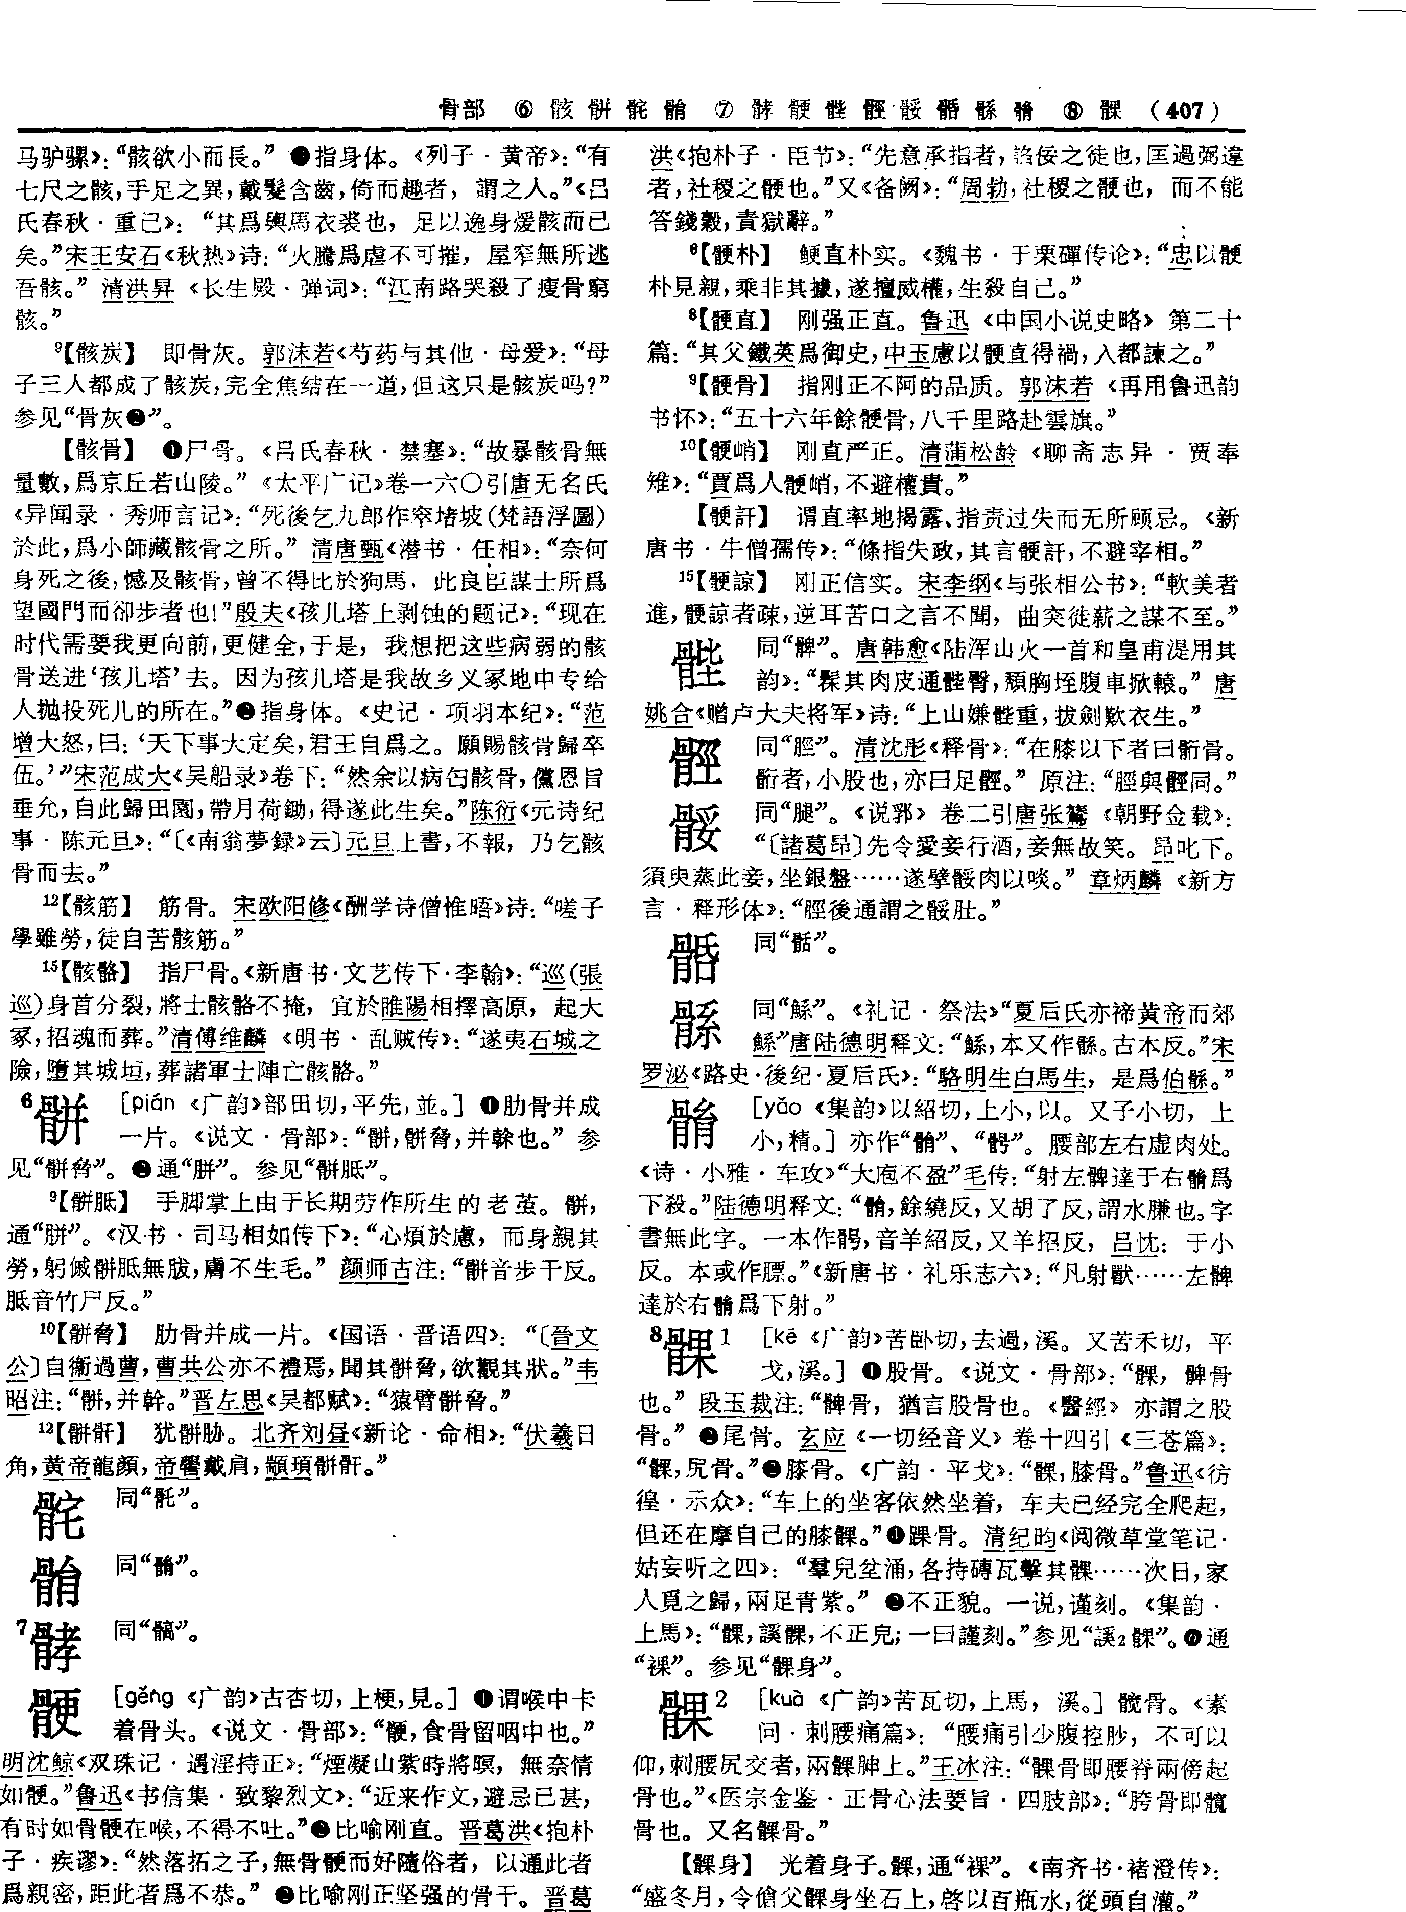 骨部 ⑥ 骸 骿 骴 䯚 ⑦ 䯨 骾 䯗 䯒 骽 䯓 骵 䯚 ⑧ 髁 (407)
马驴骡》：“骸欲小而長。” ❸指身体。《列子·黄帝》：“有
七尺之骸，手足之異，戴髮含齒，倚而趣者，謂之人。”《吕
氏春秋·重己》：“其爲輿馬衣裘也，足以逸身煖骸而已
矣。”宋王安石《秋热》诗：“火騰爲虐不可摧，屋窄無所逃
吾骸。”清洪昇《长生殿·弹词》：“江南路哭殺了瘦骨窮
骸。”
⁹【骸炭】 即骨灰。郭沫若《芍药与其他·母爱》：“母
子三人都成了骸炭，完全焦结在一道，但这只是骸炭吗？”
参见“骨灰❷”。
【骸骨】 ❶尸骨。《吕氏春秋·禁塞》：“故暴骸骨無
量數，爲京丘若山陵。”《太平广记》卷一六〇引唐无名氏
《异闻录·秀师言记》：“死後乞九郎作窣堵坡（梵語浮圖）
於此，爲小師藏骸骨之所。” 清唐甄《潜书·任相》：“奈何
身死之後，憾及骸骨，曾不得比於狗馬，此良臣謀士所爲
望國門而卻步者也！”殷夫《孩儿塔上剥蚀的题记》：“现在
时代需要我更向前，更健全，于是，我想把这些病弱的骸
骨送进‘孩儿塔’去。因为孩儿塔是我故乡义冢地中专给
人抛投死儿的所在。”❷指身体。《史记·项羽本纪》：“范
增大怒，曰：‘天下事大定矣，君王自爲之。願賜骸骨歸卒
伍。’”宋范成大《吴船录》卷下：“然余以病匄骸骨，儻恩旨
垂允，自此歸田園，帶月荷鋤，得遂此生矣。”陈衍《元诗纪
事·陈元旦》：“〔《南翁夢録》云〕元旦上書，不報，乃乞骸
骨而去。”
¹²【骸筋】 筋骨。宋欧阳修《酬学诗僧惟晤》诗：“嗟子
學雖勞，徒自苦骸筋。”
¹⁵【骸骼】 指尸骨。《新唐书·文艺传下·李翰》：“巡（張
巡）身首分裂，將士骸骼不掩，宜於睢陽相擇高原，起大
冢，招魂而葬。”清傅维麟《明书·乱贼传》：“遂夷石城之
險，墮其城垣，葬諸軍士陣亡骸骼。”
⁶骿 [pián 《广韵》部田切，平先，並。] ❶肋骨并成
一片。《说文·骨部》：“骿，骿脅，并榦也。” 参
见“骿脅”。❷通“胼”。参见“骿胝”。
⁹【骿胝】 手脚掌上由于长期劳作所生的老茧。骿，
通“胼”。《汉书·司马相如传下》：“心煩於慮，而身親其
勞，躬傶骿胝無胈，膚不生毛。” 颜师古注：“骿音步千反。
胝音竹尸反。”
¹⁰【骿脅】 肋骨并成一片。《国语·晋语四》：“〔晉文
公〕自衞過曹，曹共公亦不禮焉，聞其骿脅，欲觀其狀。”韦
昭注：“骿，并幹。”晋左思《吴都赋》：“猿臂骿脅。”
¹²【骿骭】 犹骿胁。北齐刘昼《新论·命相》：“伏羲日
角，黄帝龍顏，帝嚳戴肩，顓頊骿骭。”
同“骴”。
同“䯚”。
⁷ 同“髇”。
骾 [gěng 《广韵》古杏切，上梗，見。] ❶谓喉中卡
着骨头。《说文·骨部》：“骾，食骨留咽中也。”
明沈鲸《双珠记·遇淫持正》：“煙凝山紫時將暝，無奈情
如骾。”鲁迅《书信集·致黎烈文》：“近来作文，避忌已甚，
有时如骨骾在喉，不得不吐。”❷比喻刚直。晋葛洪《抱朴
子·疾谬》：“然落拓之子，無骨骾而好隨俗者，以通此者
爲親密，距此者爲不恭。” ❸比喻刚正坚强的骨干。晋葛
洪《抱朴子·臣节》：“先意承指者，諂佞之徒也，匡過弼違
者，社稷之骾也。”又《备阙》：“周勃，社稷之骾也，而不能
答錢穀，責獄辭。”
⁶【骾朴】 鲠直朴实。《魏书·于栗磾传论》：“忠以骾
朴見親，乘非其據，遂擅威權，生殺自己。”
⁸【骾直】 刚强正直。鲁迅《中国小说史略》第二十
篇：“其父鐵英爲御史，中玉慮以骾直得禍，入都諫之。”
⁹【骾骨】 指刚正不阿的品质。郭沫若《再用鲁迅韵
书怀》：“五十六年餘骾骨，八千里路赴雲旗。”
¹⁰【骾峭】 刚直严正。清蒲松龄《聊斋志异·贾奉
雉》：“賈爲人骾峭，不避權貴。”
【骾訐】 谓直率地揭露、指责过失而无所顾忌。《新
唐书·牛僧孺传》：“條指失政，其言骾訐，不避宰相。”
¹⁵【骾諒】 刚正信实。宋李纲《与张相公书》：“軟美者
進，骾諒者疎，逆耳苦口之言不聞，曲突徙薪之謀不至。”
同“髀”。唐韩愈《陆浑山火一首和皇甫湜用其
韵》：“髹其肉皮通䯗臀，頹胸垤腹車掀轅。” 唐
姚合《赠卢大夫将军》诗：“上山嫌䯗重，拔劍歎衣生。”
同“脛”。清沈彤《释骨》：“在膝以下者曰䯒骨。
䯒者，小股也，亦曰足䯒。” 原注：“脛與䯒同。”
骽 同“腿”。《说郛》卷二引唐张鷟《朝野佥载》：
“〔諸葛昂〕先令愛妾行酒，妾無故笑。昂叱下。
須臾蒸此妾，坐銀盤……遂擘骽肉以啖。” 章炳麟《新方
言·释形体》：“脛後通謂之骽肚。”
同“䯏”。
同“鯀”。《礼记·祭法》“夏后氏亦禘黄帝而郊
鯀”唐陆德明释文：“鯀，本又作骵。古本反。”宋
罗泌《路史·後纪·夏后氏》：“駱明生白馬生，是爲伯骵。”
[yǎo 《集韵》以紹切，上小，以。又子小切，上
小，精。] 亦作“䯚”、“髝”。腰部左右虚肉处。
《诗·小雅·车攻》“大庖不盈”毛传：“射左髀達于右䯚爲
下殺。”陆德明释文：“䯚，餘繞反，又胡了反，謂水膁也。字
書無此字。一本作髃，音羊紹反，又羊招反，吕忱：于小
反。本或作膘。”《新唐书·礼乐志六》：“凡射獸……左髀
達於右䯚爲下射。”
⁸髁¹ [kē 《广韵》苦卧切，去過，溪。又苦禾切，平
戈，溪。] ❶股骨。《说文·骨部》：“髁，髀骨
也。” 段玉裁注：“髀骨，猶言股骨也。《醫經》亦謂之股
骨。” ❷尾骨。玄应《一切经音义》卷十四引《三苍篇》：
“髁，尻骨。”❸膝骨。《广韵·平戈》：“髁，膝骨。”鲁迅《彷
徨·示众》：“车上的坐客依然坐着，车夫已经完全爬起，
但还在摩自己的膝髁。”❹踝骨。清纪昀《阅微草堂笔记·
姑妄听之四》：“羣兒坌涌，各持磚瓦擊其髁……次日，家
人覓之歸，兩足青紫。” ❺不正貌。一说，谨刻。《集韵·
上馬》：“髁，謑髁，不正皃；一曰謹刻。”参见“謑₂髁”。❻通
“裸”。参见“髁身”。
髁² [kuà 《广韵》苦瓦切，上馬，溪。] 髋骨。《素
问·刺腰痛篇》：“腰痛引少腹控䏚，不可以
仰，刺腰尻交者，兩髁胂上。”王冰注：“髁骨即腰脊兩傍起
骨也。”《医宗金鉴·正骨心法要旨·四肢部》：“胯骨即髖
骨也。又名髁骨。”
【髁身】 光着身子。髁，通“裸”。《南齐书·褚澄传》：
“盛冬月，令傖父髁身坐石上，啓以百瓶水，從頭自灌。”